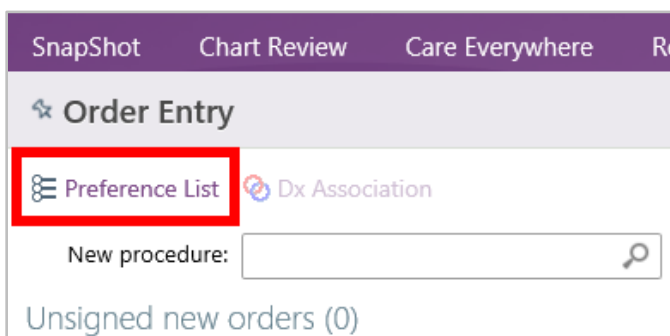 SnapShot Chart Review Care Everywhere
Order Entry
Preference List Dx Association
New procedure:
Unsigned new orders (0)